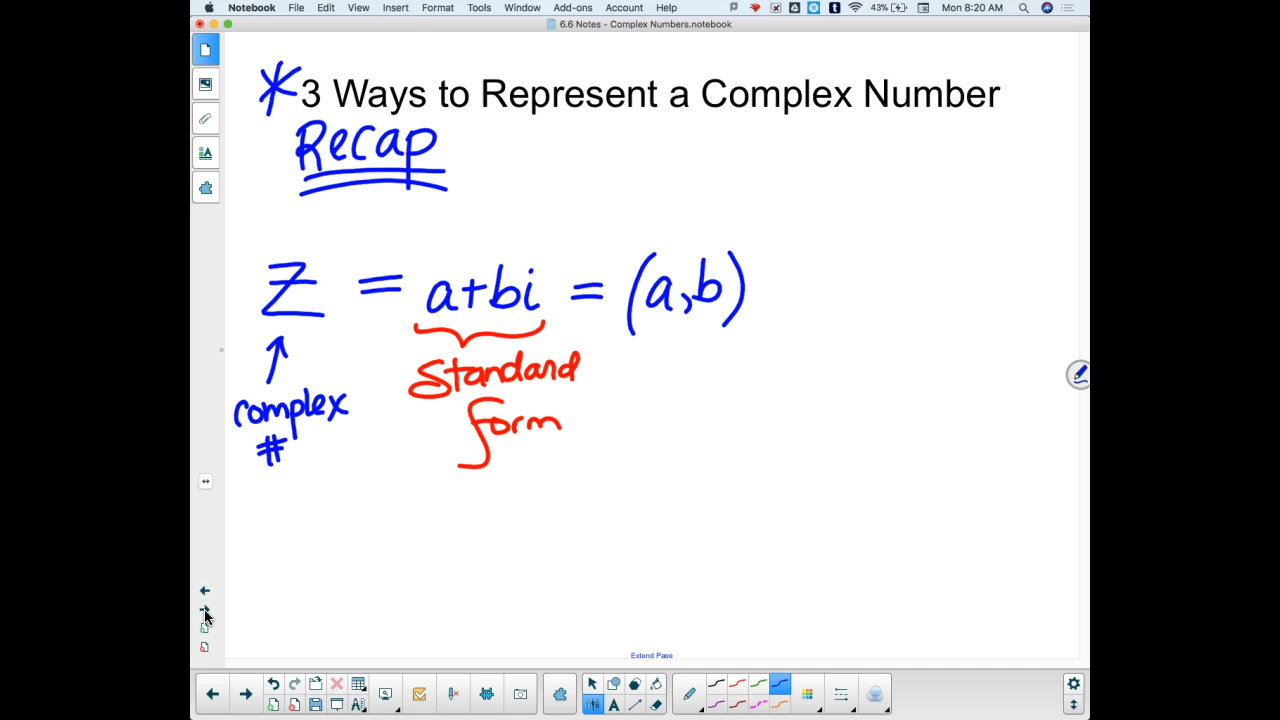 Notebook File Edit View Insert Format Tools Window Add-ons Account Help 43% Mon 8:20 AM
6.6 Notes - Complex Numbers.notebook
*3 Ways to Represent a Complex Number
Recap
Z = a+bi = (a,b)
standard
form
complex
#
Extend Page